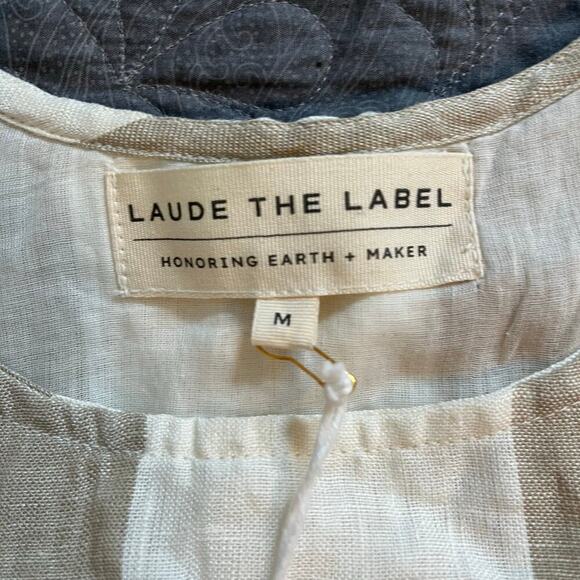 LAUDE THE LABEL
HONORING EARTH + MAKER
M